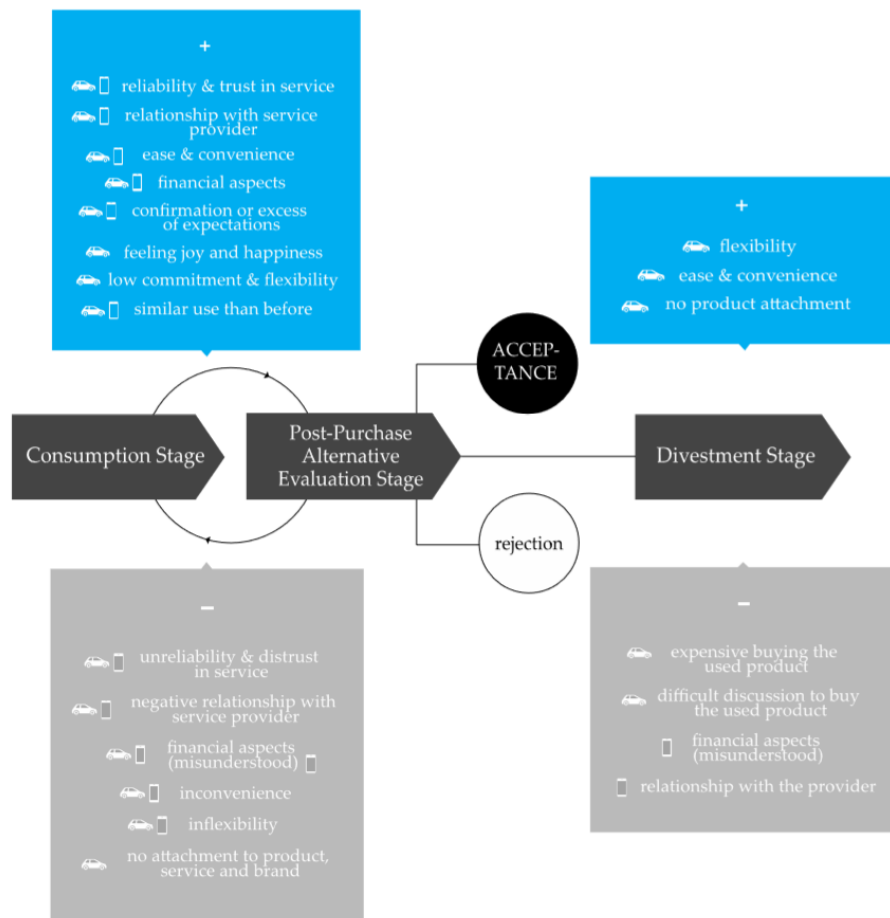 +
reliability & trust in service
relationship with service
provider
ease & convenience
financial aspects
confirmation or excess
of expectations
feeling joy and happiness
low commitment & flexibility
similar use than before
+
flexibility
ease & convenience
no product attachment
ACCEP-
TANCE
Consumption Stage
Post-Purchase
Alternative
Evaluation Stage
Divestment Stage
rejection
–
unreliability & distrust
in service
negative relationship with
service provider
financial aspects
(misunderstood)
inconvenience
inflexibility
no attachment to product,
service and brand
–
expensive buying the
used product
difficult discussion to buy
the used product
financial aspects
(misunderstood)
relationship with the provider